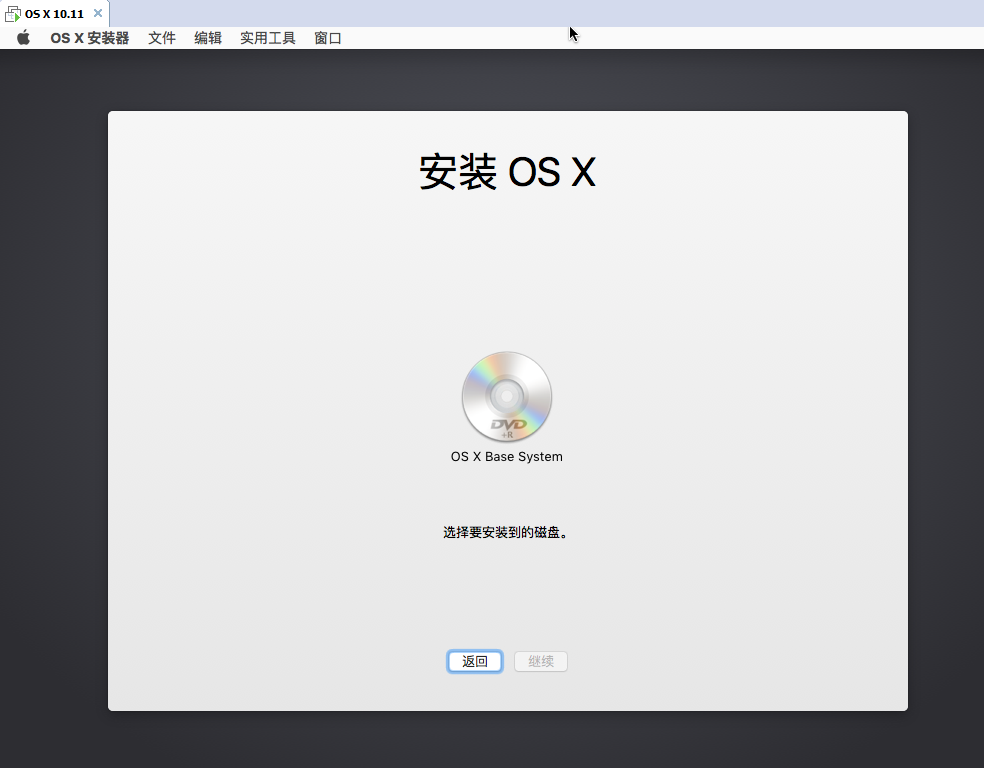 OS X 10.11
OS X 安装器 文件 编辑 实用工具 窗口
安装 OS X
DVD
+R
OS X Base System
选择要安装到的磁盘。
返回 继续